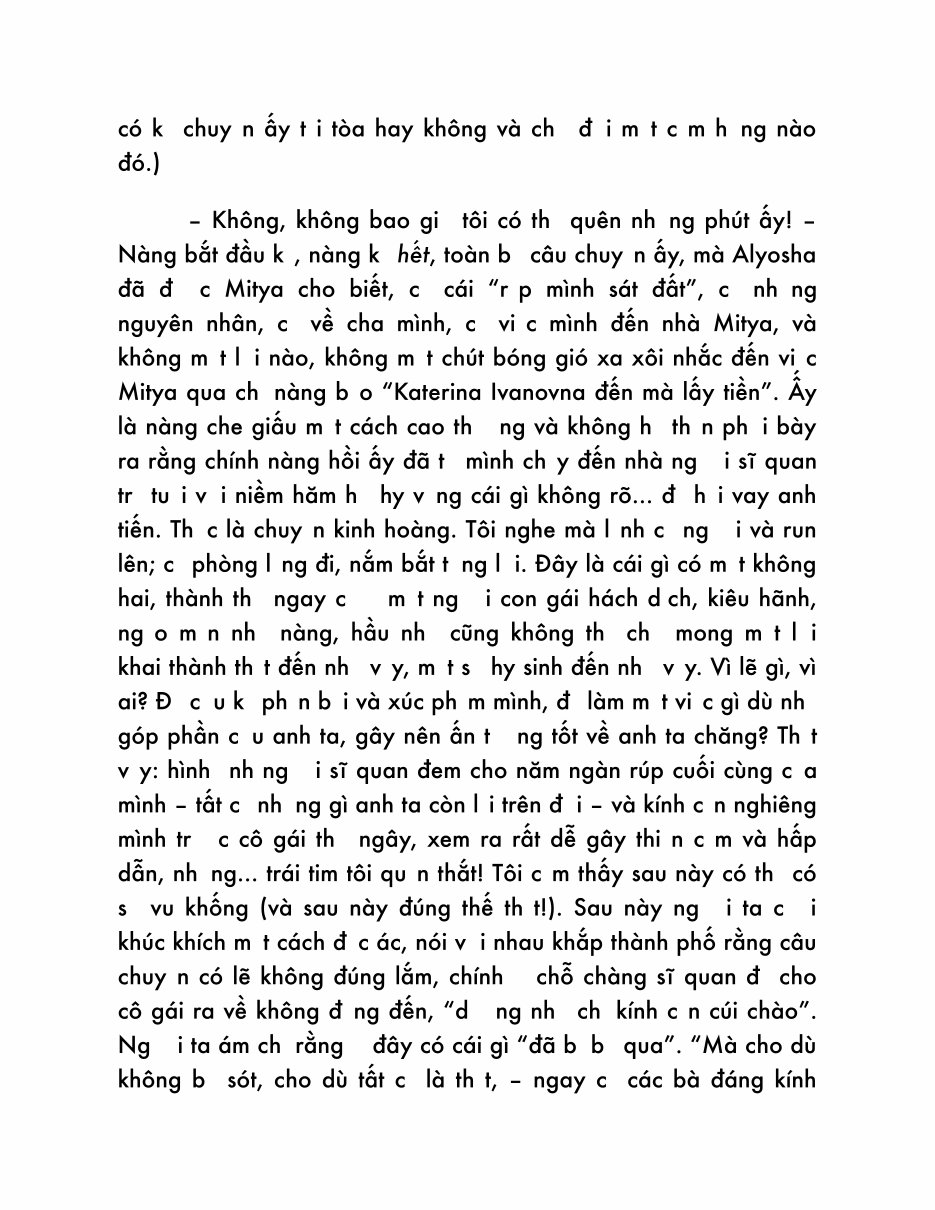 có k chuy n ấy t i tòa hay không và ch đ i m t c m h ng nào
đó.)
– Không, không bao gi tôi có th quên nh ng phút ấy! –
Nàng bắt đầu k , nàng k hết, toàn b câu chuy n ấy, mà Alyosha
đã đ c Mitya cho biết, c cái “r p mình sát đất”, c nh ng
nguyên nhân, c về cha mình, c vi c mình đến nhà Mitya, và
không m t l i nào, không m t chút bóng gió xa xôi nhắc đến vi c
Mitya qua ch nàng b o “Katerina Ivanovna đến mà lấy tiền”. Ấy
là nàng che giấu m t cách cao th ng và không h th n ph i bày
ra rằng chính nàng hồi ấy đã t mình ch y đến nhà ng i sĩ quan
tr tu i v i niềm hăm h hy v ng cái gì không rõ... đ h i vay anh
tiến. Th c là chuy n kinh hoàng. Tôi nghe mà l nh c ng i và run
lên; c phòng l ng đi, nắm bắt t ng l i. Đây là cái gì có m t không
hai, thành th ngay c m t ng i con gái hách d ch, kiêu hãnh,
ng o m n nh nàng, hầu nh cũng không th ch mong m t l i
khai thành th t đến nh v y, m t s hy sinh đến nh v y. Vì lẽ gì, vì
ai? Đ c u k ph n b i và xúc ph m mình, đ làm m t vi c gì dù nh
góp phần c u anh ta, gây nên ấn t ng tốt về anh ta chăng? Th t
v y: hình nh ng i sĩ quan đem cho năm ngàn rúp cuối cùng c a
mình – tất c nh ng gì anh ta còn l i trên đ i – và kính c n nghiêng
mình tr c cô gái th ngây, xem ra rất dễ gây thi n c m và hấp
dẫn, nh ng... trái tim tôi qu n thắt! Tôi c m thấy sau này có th có
s vu khống (và sau này đúng thế th t!). Sau này ng i ta c i
khúc khích m t cách đ c ác, nói v i nhau khắp thành phố rằng câu
chuy n có lẽ không đúng lắm, chính chỗ chàng sĩ quan đ cho
cô gái ra về không đ ng đến, “d ng nh ch kính c n cúi chào”.
Ng i ta ám ch rằng đây có cái gì “đã b b qua”. “Mà cho dù
không b sót, cho dù tất c là th t, – ngay c các bà đáng kính